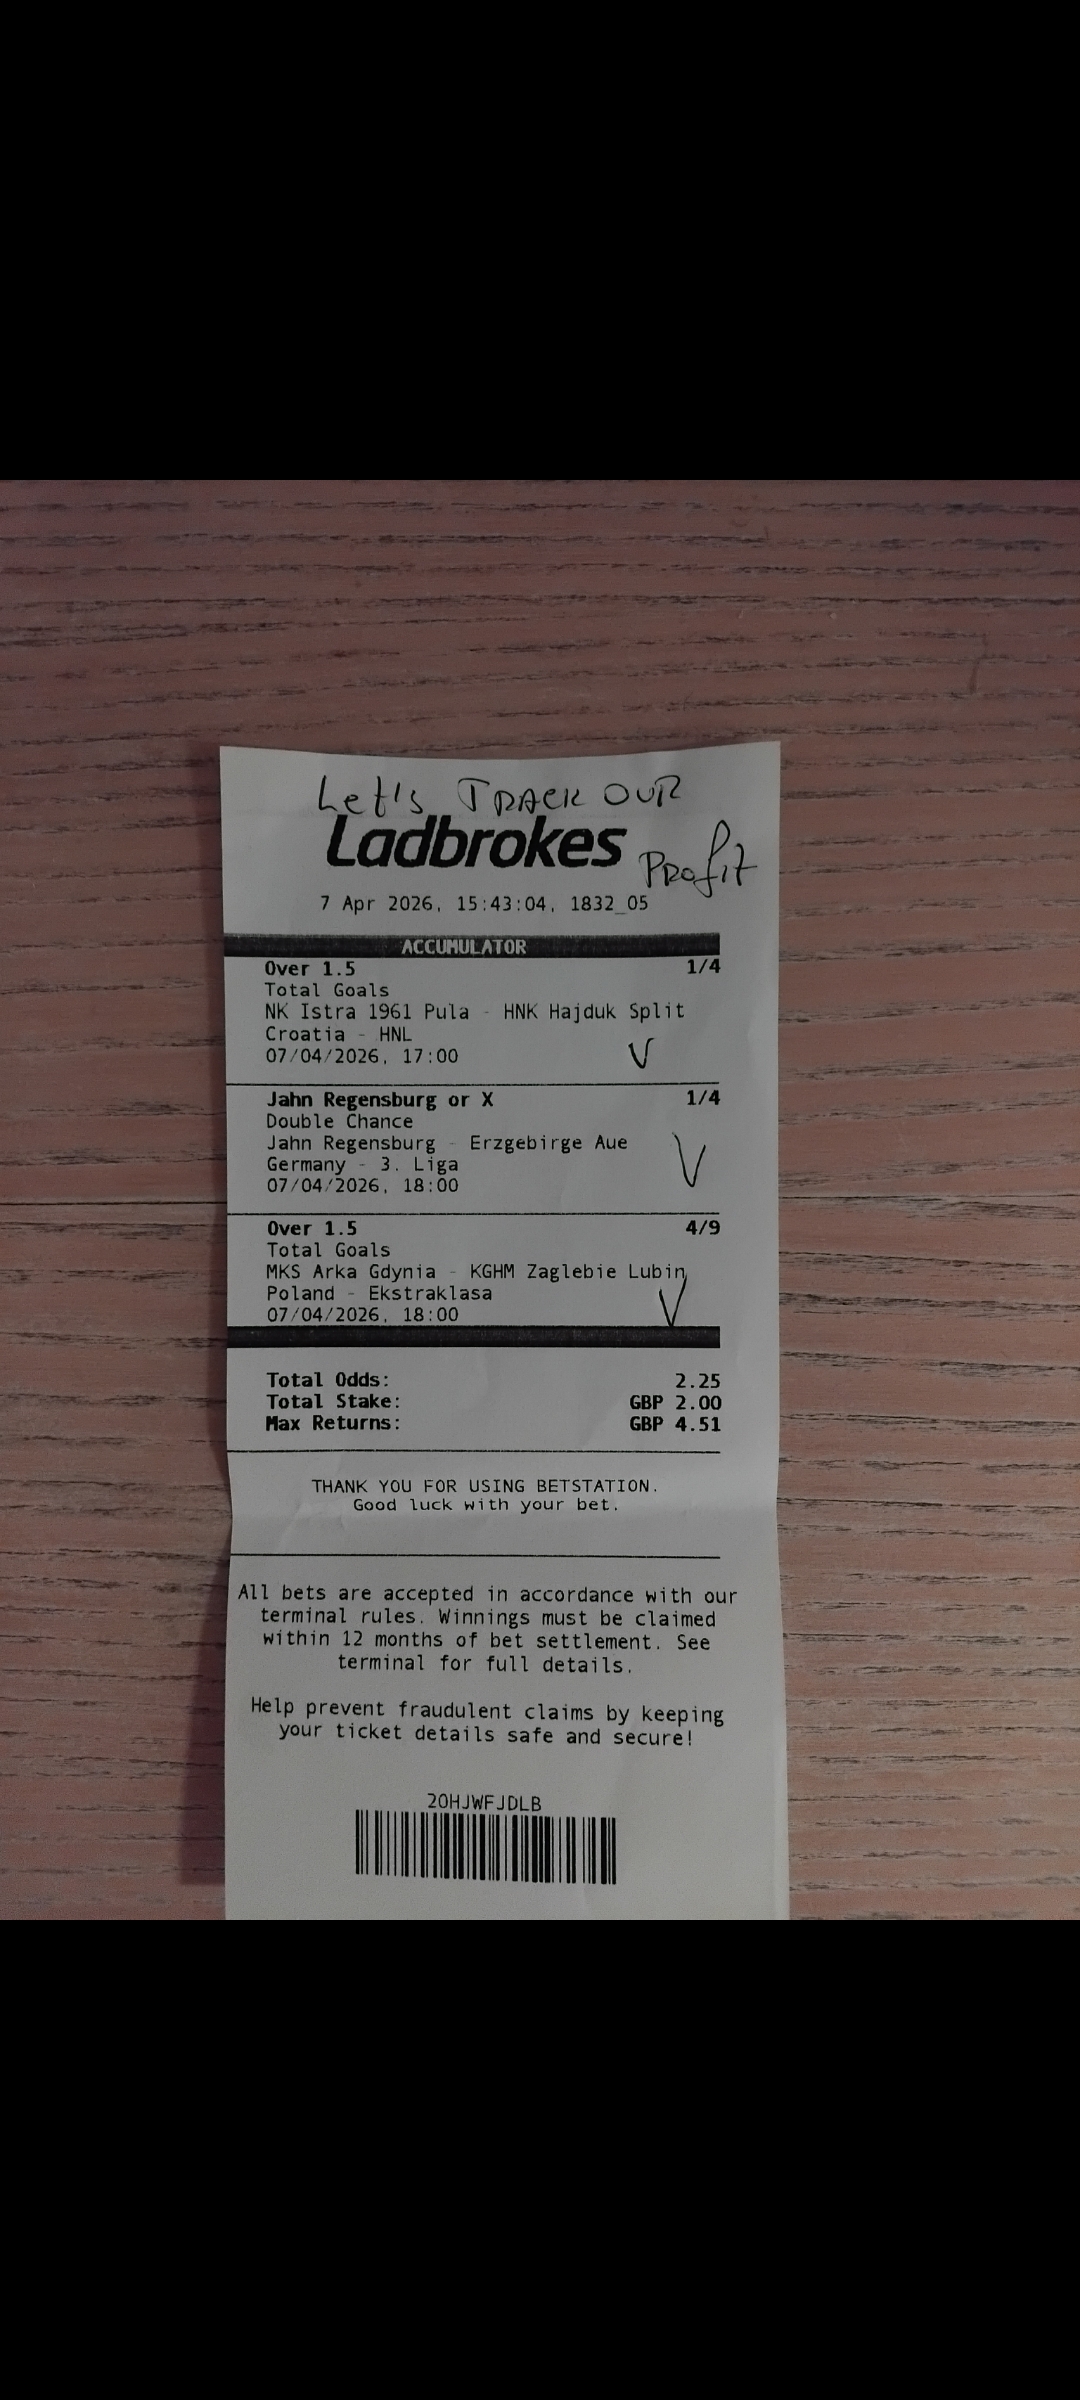 Let's TRACK OUR
Ladbrokes
PRofit
7 Apr 2026, 15:43:04, 1832_05
ACCUMULATOR
Over 1.5 1/4
Total Goals
NK Istra 1961 Pula - HNK Hajduk Split
Croatia - HNL
07/04/2026, 17:00
V
Jahn Regensburg or X 1/4
Double Chance
Jahn Regensburg - Erzgebirge Aue
Germany - 3. Liga
07/04/2026, 18:00
V
Over 1.5 4/9
Total Goals
MKS Arka Gdynia - KGHM Zaglebie Lubin
Poland - Ekstraklasa
07/04/2026, 18:00
V
Total Odds: 2.25
Total Stake: GBP 2.00
Max Returns: GBP 4.51
THANK YOU FOR USING BETSTATION.
Good luck with your bet.
All bets are accepted in accordance with our
terminal rules. Winnings must be claimed
within 12 months of bet settlement. See
terminal for full details.
Help prevent fraudulent claims by keeping
your ticket details safe and secure!
20HJWFJDLB